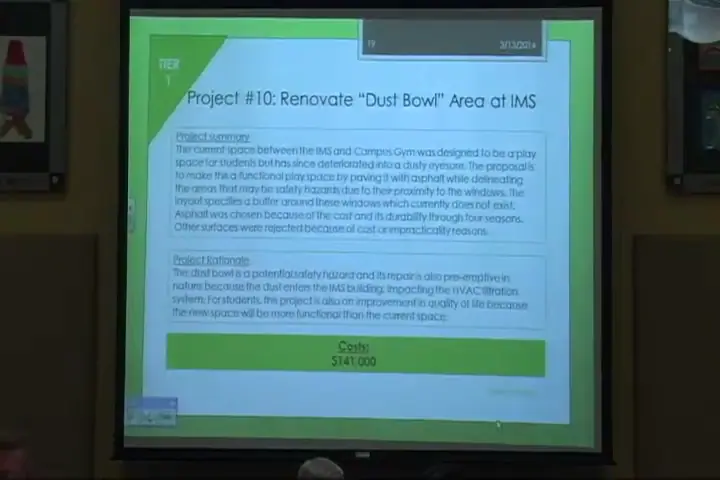 19
3/13/2014
TIER
1
Project #10: Renovate "Dust Bowl" Area at IMS
Project summary
The current space between the IMS and Campus Gym was designed to be a play
space for students but has since deteriorated into a dusty eyesore. The proposal is
to make this a functional play space by paving it with asphalt while delineating
the areas that may be safety hazards due to their proximity to the windows. The
layout specifies a buffer around these windows which currently does not exist.
Asphalt was chosen because of the cost and its durability through four seasons.
Other surfaces were rejected because of cost or impracticality reasons.
Project Rationale
The dust bowl is a potential safety hazard and its repair is also pre-emptive in
nature because the dust enters the IMS building, impacting the HVAC filtration
system. For students, this project is also an improvement in quality of life because
the new space will be more functional than the current space.
Costs:
$141,000